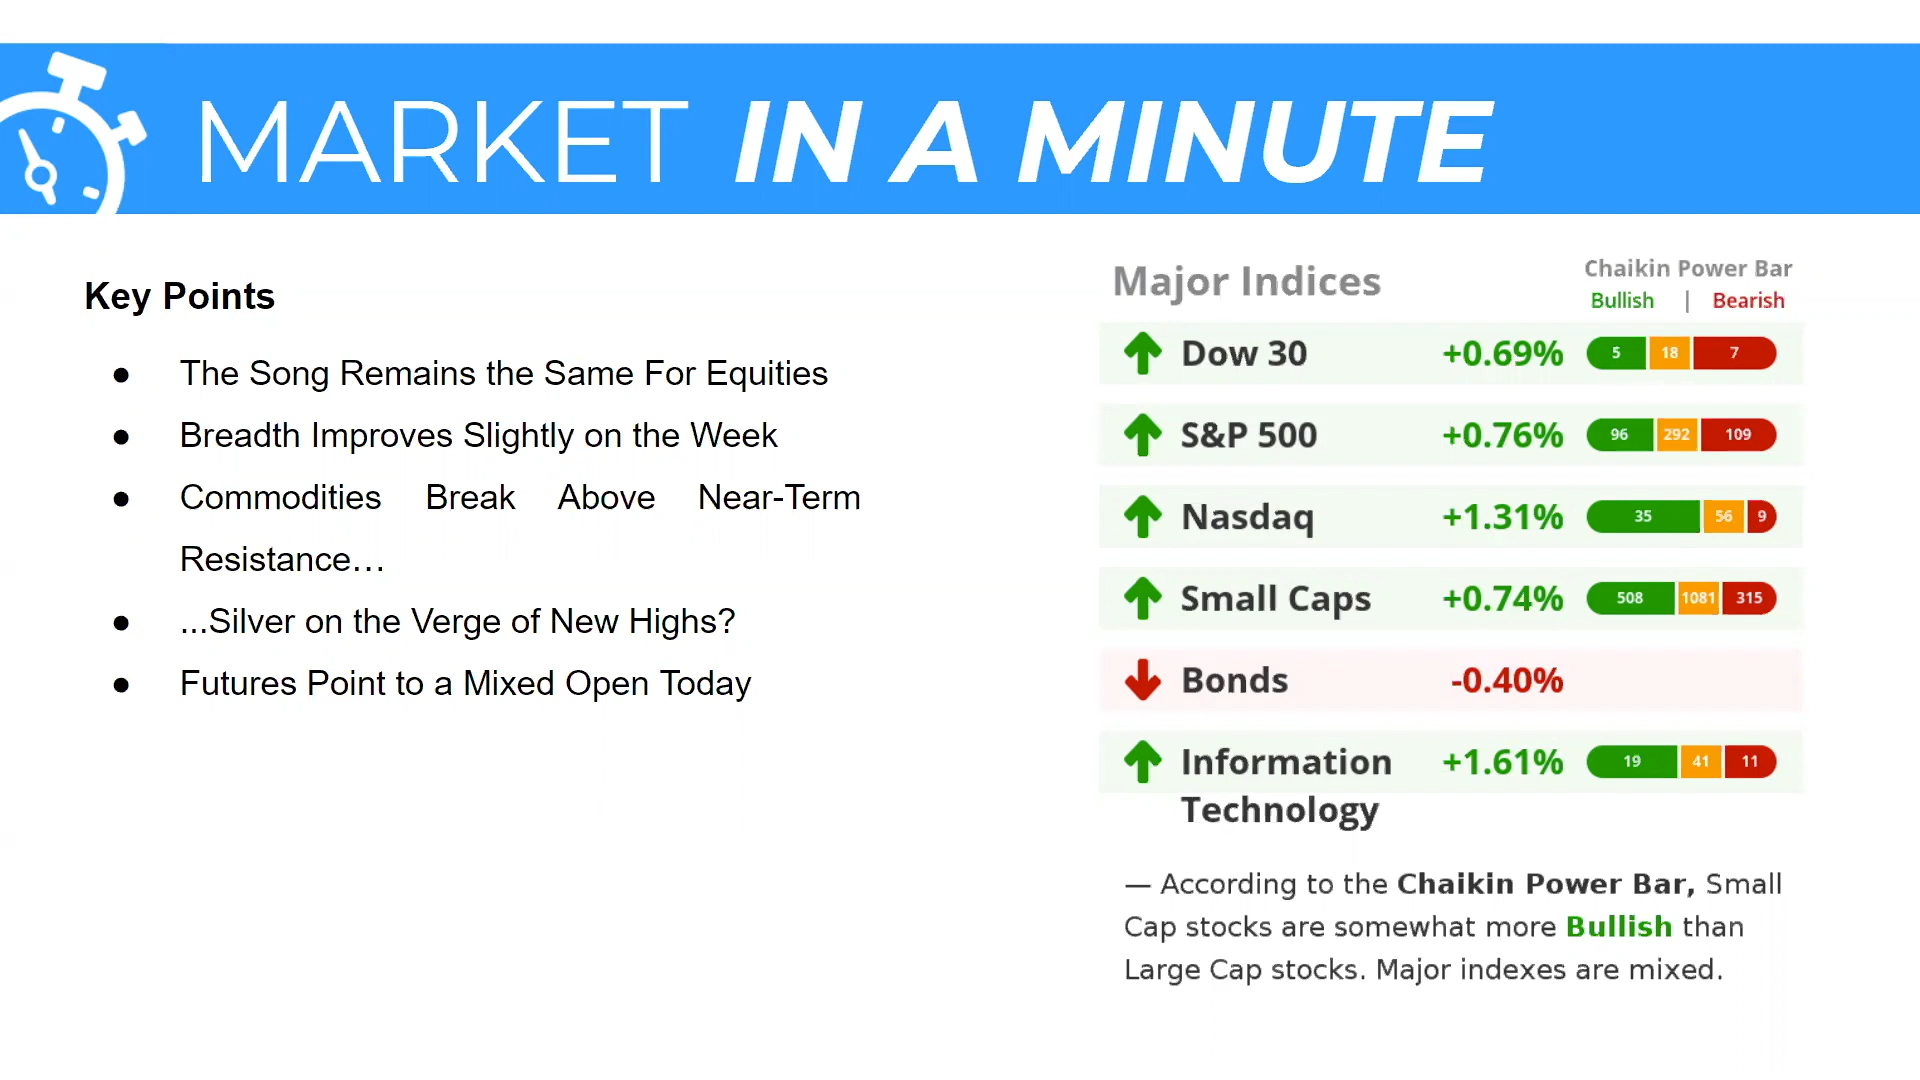 MARKET IN A MINUTE
Key Points
● The Song Remains the Same For Equities
● Breadth Improves Slightly on the Week
● Commodities Break Above Near-Term
Resistance…
● ...Silver on the Verge of New Highs?
● Futures Point to a Mixed Open Today
Major Indices
Chaikin Power Bar
Bullish | Bearish
Dow 30 +0.69% 5 18 7
S&P 500 +0.76% 96 292 109
Nasdaq +1.31% 35 56 9
Small Caps +0.74% 508 1081 315
Bonds -0.40%
Information +1.61% 19 41 11
Technology
— According to the Chaikin Power Bar, Small
Cap stocks are somewhat more Bullish than
Large Cap stocks. Major indexes are mixed.